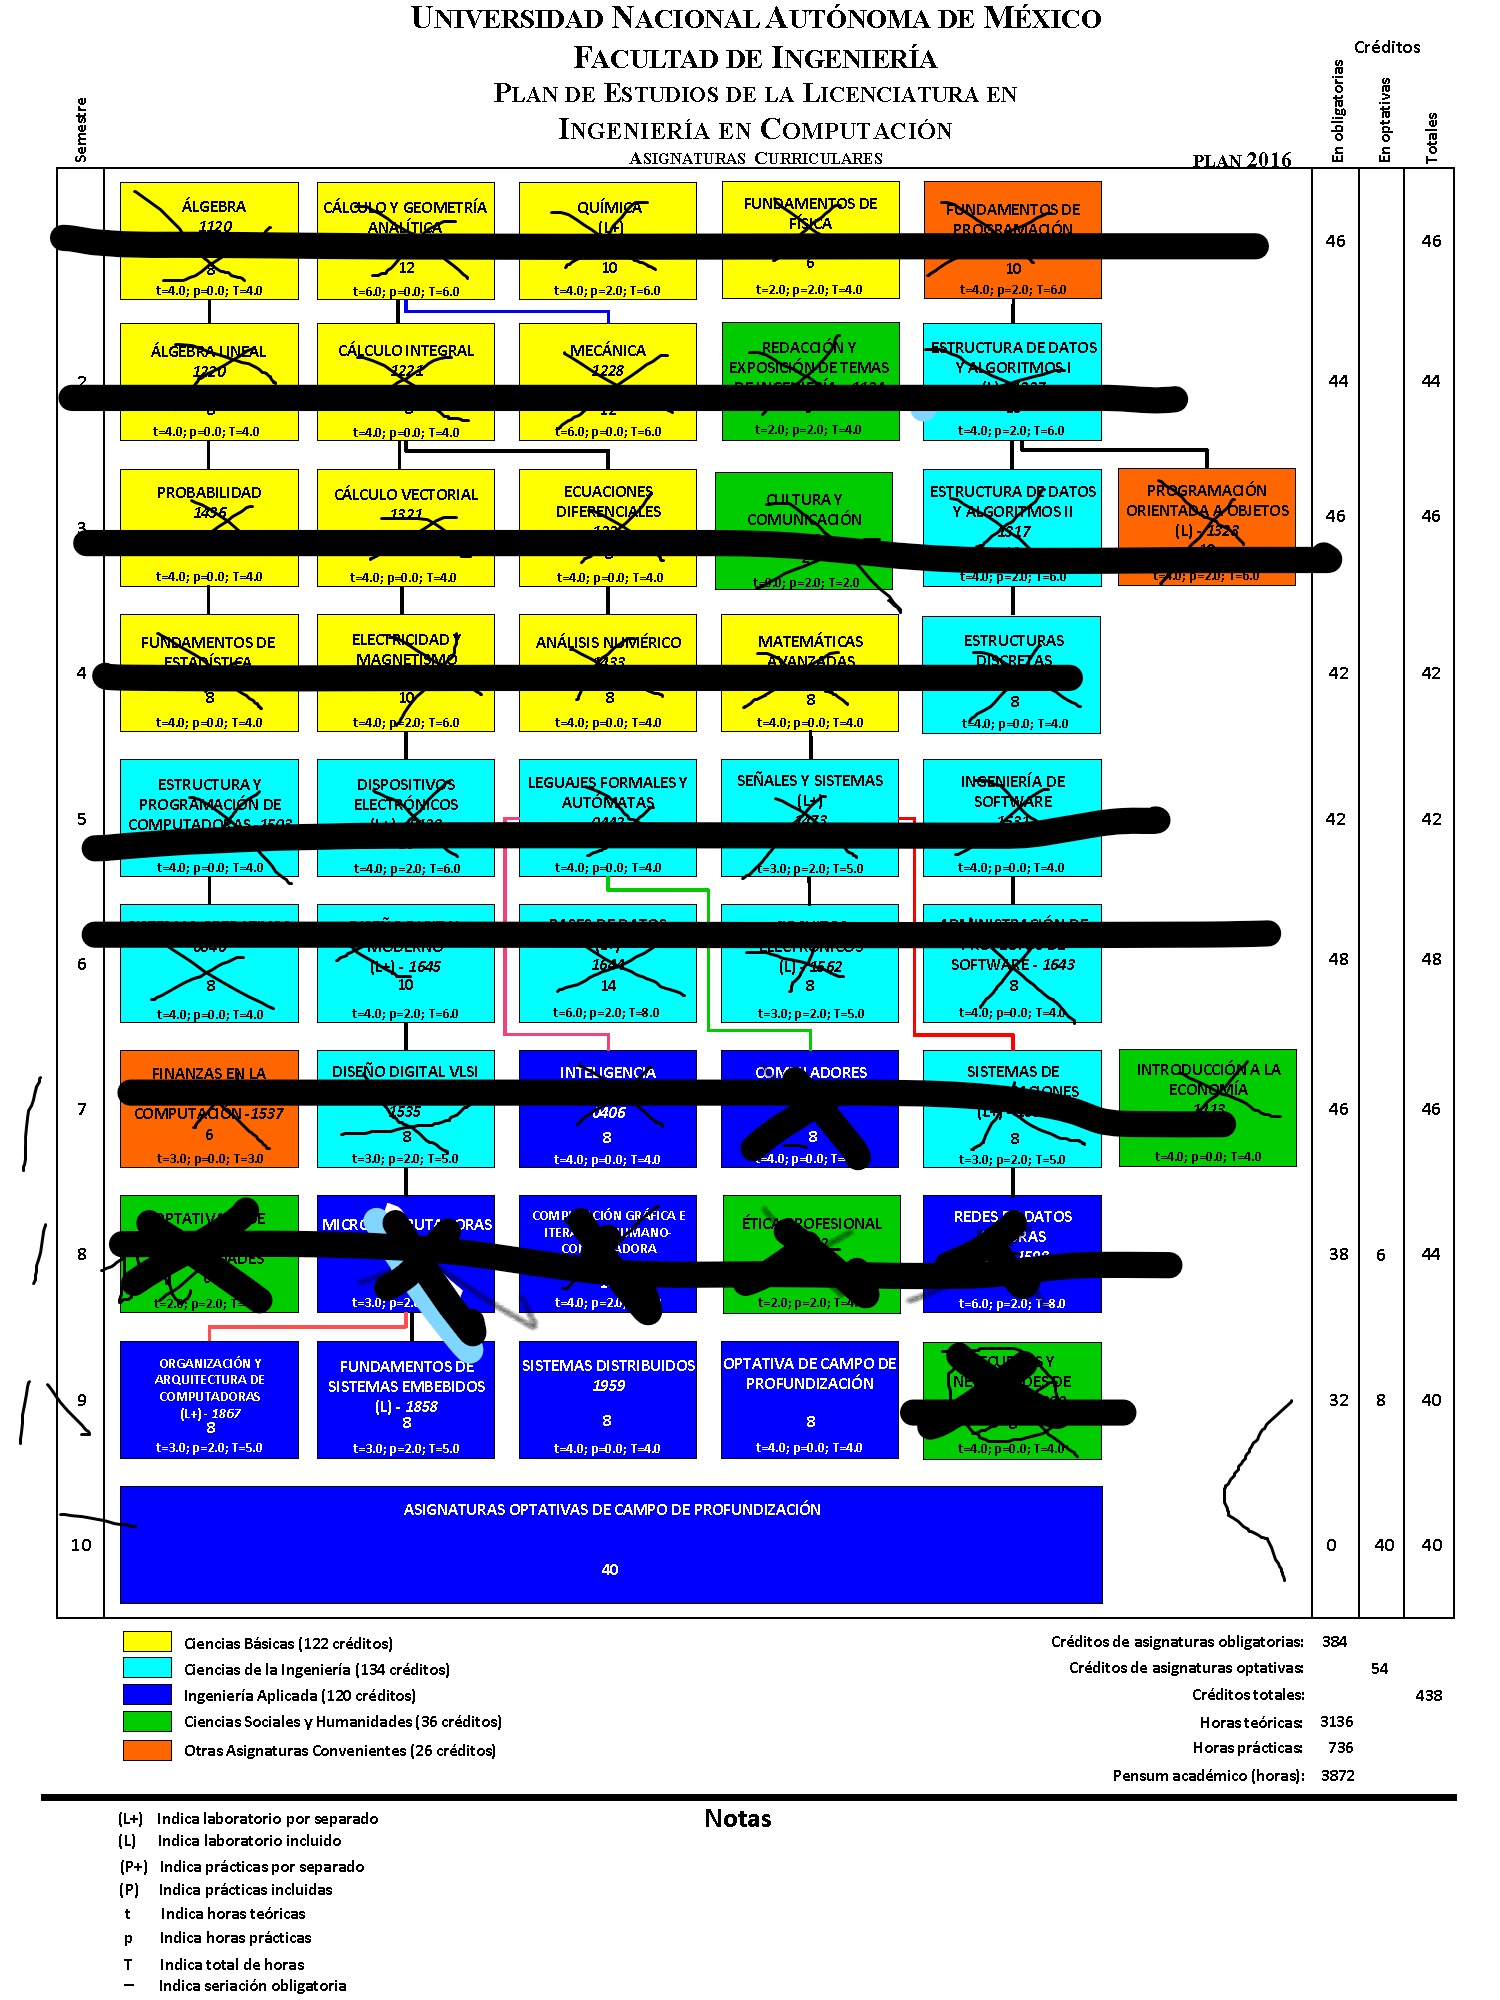 UNIVERSIDAD NACIONAL AUTÓNOMA DE MÉXICO
FACULTAD DE INGENIERÍA
PLAN DE ESTUDIOS DE LA LICENCIATURA EN
INGENIERÍA EN COMPUTACIÓN
ASIGNATURAS CURRICULARES
PLAN 2016
Créditos
Semestre
En obligatorias
En optativas
Totales
ÁLGEBRA
1120
8
t=4.0; p=0.0; T=4.0
CÁLCULO Y GEOMETRÍA
ANALÍTICA
12
t=6.0; p=0.0; T=6.0
QUÍMICA
(L+)
10
t=4.0; p=2.0; T=6.0
FUNDAMENTOS DE
FÍSICA
6
t=2.0; p=2.0; T=4.0
FUNDAMENTOS DE
PROGRAMACIÓN
10
t=4.0; p=2.0; T=6.0
46
46
2
ÁLGEBRA LINEAL
1220
t=4.0; p=0.0; T=4.0
CÁLCULO INTEGRAL
1221
t=4.0; p=0.0; T=4.0
MECÁNICA
1228
12
t=6.0; p=0.0; T=6.0
REDACCIÓN Y
EXPOSICIÓN DE TEMAS
t=2.0; p=2.0; T=4.0
ESTRUCTURA DE DATOS
Y ALGORITMOS I
t=4.0; p=2.0; T=6.0
44
44
3
PROBABILIDAD
1436
t=4.0; p=0.0; T=4.0
CÁLCULO VECTORIAL
1321
t=4.0; p=0.0; T=4.0
ECUACIONES
DIFERENCIALES
t=4.0; p=0.0; T=4.0
CULTURA Y
COMUNICACIÓN
t=0.0; p=2.0; T=2.0
ESTRUCTURA DE DATOS
Y ALGORITMOS II
1317
t=4.0; p=2.0; T=6.0
PROGRAMACIÓN
ORIENTADA A OBJETOS
(L) - 1323
t=4.0; p=2.0; T=6.0
46
46
4
FUNDAMENTOS DE
ESTADÍSTICA
8
t=4.0; p=0.0; T=4.0
ELECTRICIDAD Y
MAGNETISMO
10
t=4.0; p=2.0; T=6.0
ANÁLISIS NUMÉRICO
1433
8
t=4.0; p=0.0; T=4.0
MATEMÁTICAS
AVANZADAS
8
t=4.0; p=0.0; T=4.0
ESTRUCTURAS
DISCRETAS
8
t=4.0; p=0.0; T=4.0
42
42
5
ESTRUCTURA Y
PROGRAMACIÓN DE
COMPUTADORAS - 1503
t=4.0; p=0.0; T=4.0
DISPOSITIVOS
ELECTRÓNICOS
t=4.0; p=2.0; T=6.0
LEGUAJES FORMALES Y
AUTÓMATAS
0442
t=4.0; p=0.0; T=4.0
SEÑALES Y SISTEMAS
(L+)
1473
t=3.0; p=2.0; T=5.0
INGENIERÍA DE
SOFTWARE
1531
t=4.0; p=0.0; T=4.0
42
42
6
8
t=4.0; p=0.0; T=4.0
MODERNO
(L+) - 1645
10
t=4.0; p=2.0; T=6.0
BASES DE DATOS
1644
14
t=6.0; p=2.0; T=8.0
ELECTRÓNICOS
(L) - 1562
8
t=3.0; p=2.0; T=5.0
ADMINISTRACIÓN DE
SOFTWARE - 1643
8
t=4.0; p=0.0; T=4.0
48
48
7
FINANZAS EN LA
COMPUTACIÓN -1537
6
t=3.0; p=0.0; T=3.0
DISEÑO DIGITAL VLSI
1535
8
t=3.0; p=2.0; T=5.0
INTELIGENCIA
0406
8
t=4.0; p=0.0; T=4.0
COMPILADORES
8
t=4.0; p=0.0;
SISTEMAS DE
8
t=3.0; p=2.0; T=5.0
INTRODUCCIÓN A LA
ECONOMÍA
1413
t=4.0; p=0.0; T=4.0
46
46
8
t=2.0; p=2.0;
MICROCOMPUTADORAS
t=3.0; p=2.0
COMPUTACIÓN GRÁFICA E
t=4.0; p=2.0
ÉTICA PROFESIONAL
t=2.0; p=2.0;
REDES DE DATOS
t=6.0; p=2.0; T=8.0
38
6
44
9
ORGANIZACIÓN Y
ARQUITECTURA DE
COMPUTADORAS
(L+) - 1867
8
t=3.0; p=2.0; T=5.0
FUNDAMENTOS DE
SISTEMAS EMBEBIDOS
(L) - 1858
8
t=3.0; p=2.0; T=5.0
SISTEMAS DISTRIBUIDOS
1959
8
t=4.0; p=0.0; T=4.0
OPTATIVA DE CAMPO DE
PROFUNDIZACIÓN
8
t=4.0; p=0.0; T=4.0
t=4.0; p=0.0; T=4.0
32
8
40
10
ASIGNATURAS OPTATIVAS DE CAMPO DE PROFUNDIZACIÓN
40
0
40
40
Ciencias Básicas (122 créditos)
Ciencias de la Ingeniería (134 créditos)
Ingeniería Aplicada (120 créditos)
Ciencias Sociales y Humanidades (36 créditos)
Otras Asignaturas Convenientes (26 créditos)
Créditos de asignaturas obligatorias: 384
Créditos de asignaturas optativas: 54
Créditos totales: 438
Horas teóricas: 3136
Horas prácticas: 736
Pensum académico (horas): 3872
Notas
(L+) Indica laboratorio por separado
(L) Indica laboratorio incluido
(P+) Indica prácticas por separado
(P) Indica prácticas incluidas
t Indica horas teóricas
p Indica horas prácticas
T Indica total de horas
— Indica seriación obligatoria